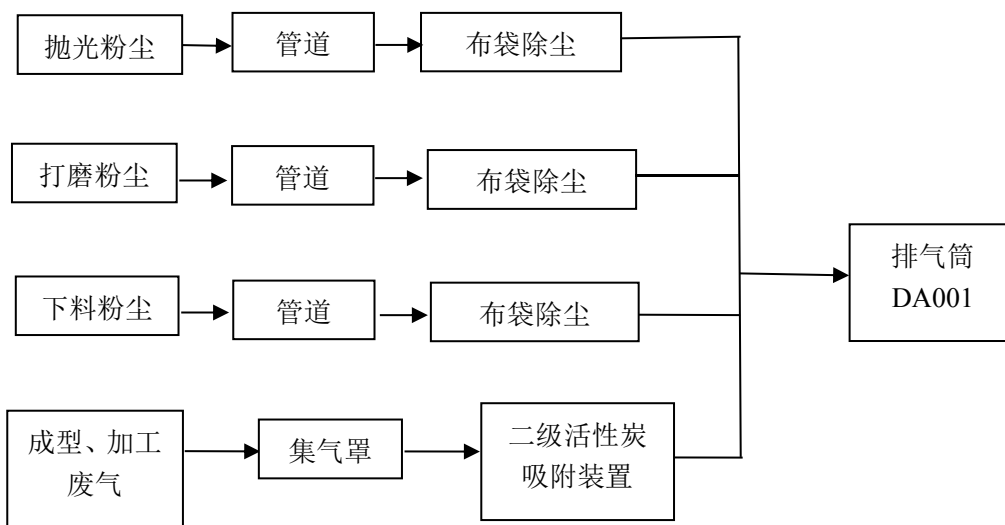 抛光粉尘
管道
布袋除尘
打磨粉尘
管道
布袋除尘
排气筒
DA001
下料粉尘
管道
布袋除尘
成型、加工
废气
集气罩
二级活性炭
吸附装置